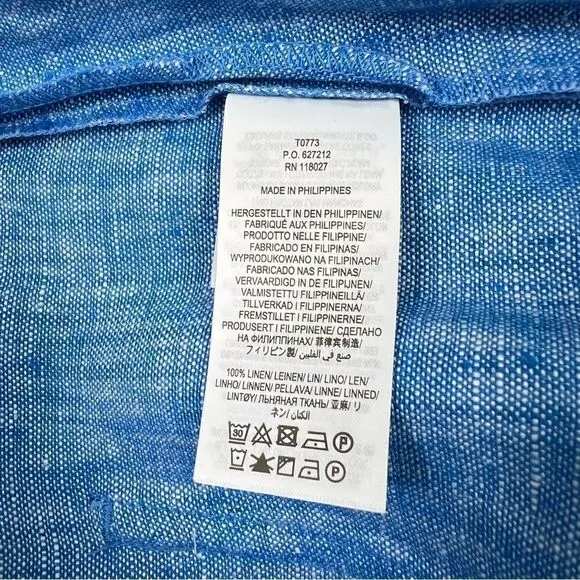 T0773
P.O. 627212
RN 118027
MADE IN PHILIPPINES
HERGESTELLT IN DEN PHILIPPINEN/
FABRIQUÉ AUX PHILIPPINES/
PRODOTTO NELLE FILIPPINE/
FABRICADO EN FILIPINAS/
WYPRODUKOWANO NA FILIPINACH/
FABRICADO NAS FILIPINAS/
VERVAARDIGD IN DE FILIPIJNEN/
VALMISTETTU FILIPPIINEILLÄ/
TILLVERKAD I FILIPPINERNA/
FREMSTILLET I FILIPPINERNE/
PRODUSERT I FILIPPINENE/ СДЕЛАНО
НА ФИЛИППИНАХ/ 菲律宾制造/
フィリピン製/ صنع في الفلبين
100% LINEN/ LEINEN/ LIN/ LINO/ LEN/
LINHO/ LINNEN/ PELLAVA/ LINNE/ LINNED/
LINTØY/ ЛЬНЯНАЯ ТКАНЬ/ 亚麻/ リ
ネン/ الكتان
30 P
P